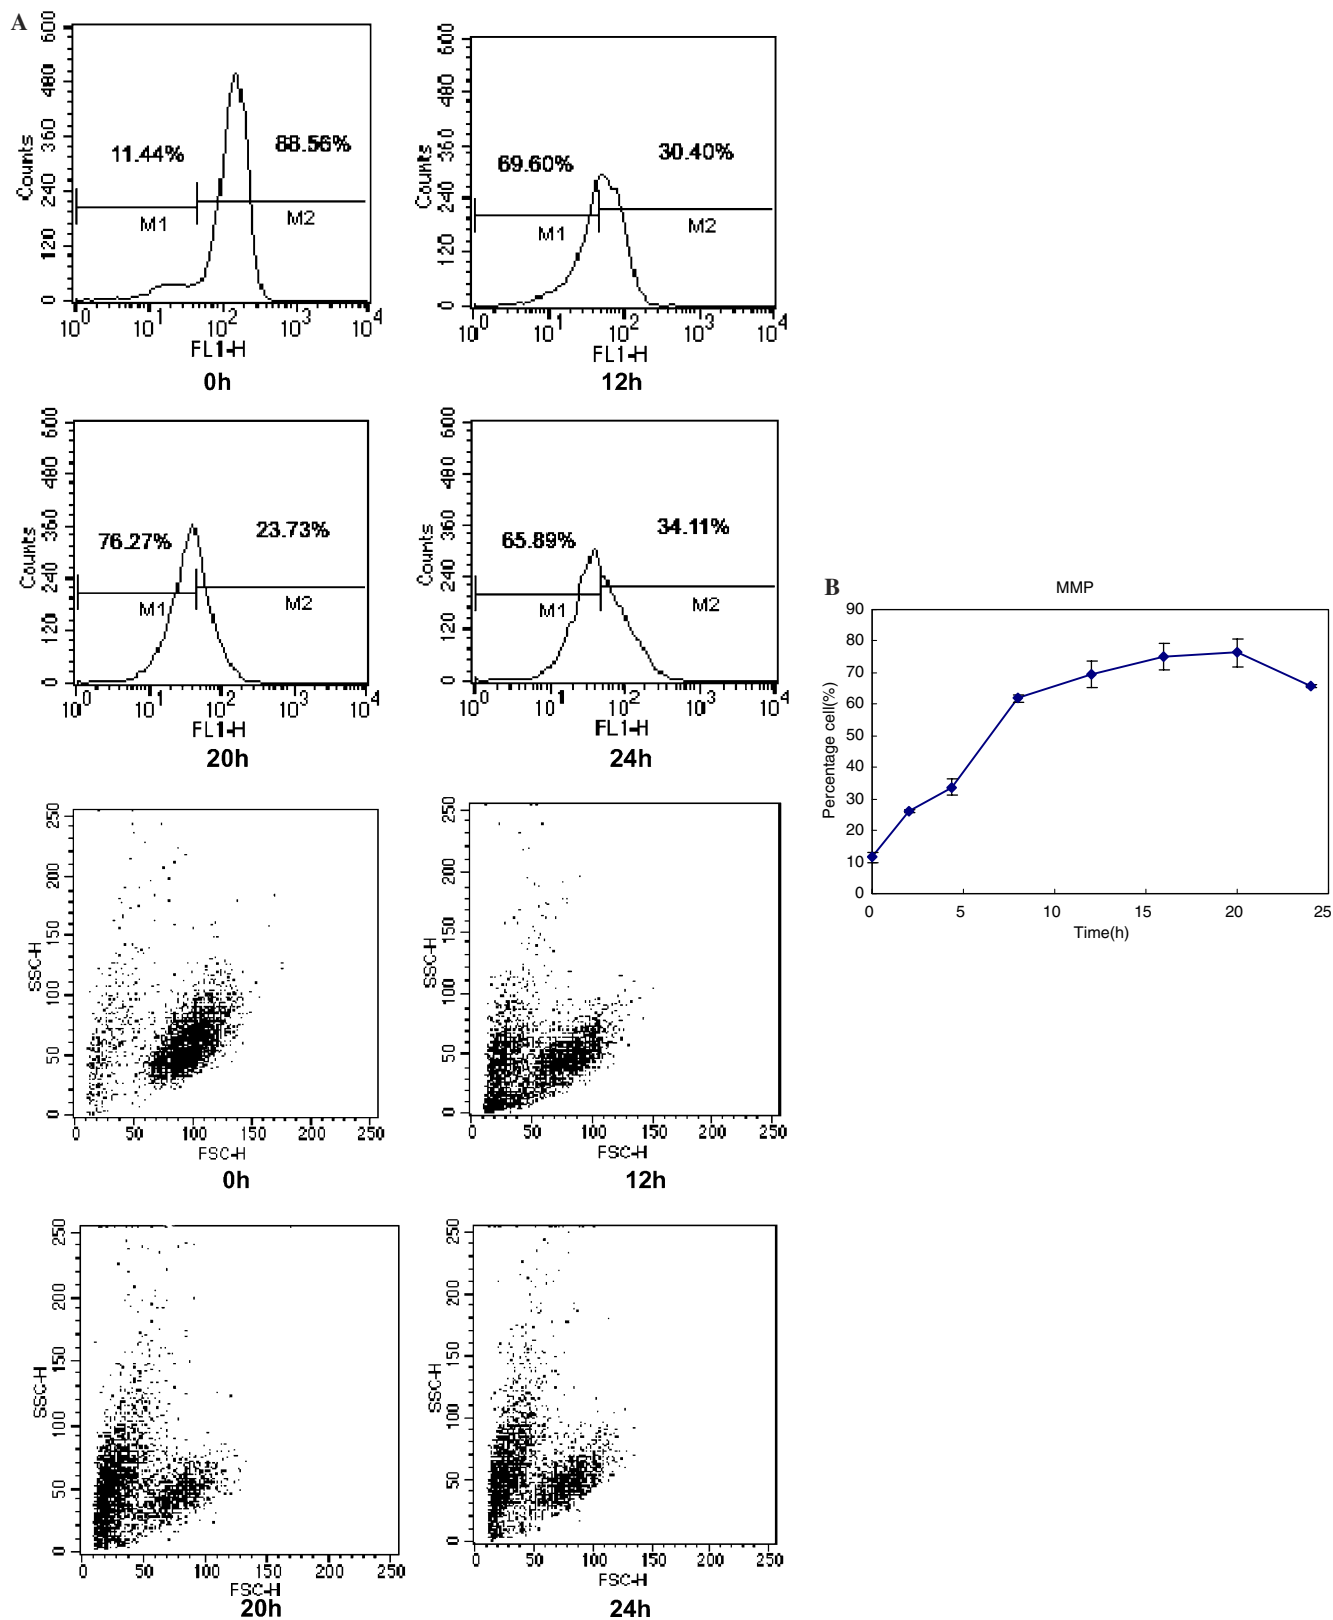 A
600
480
360
240
120
0
Counts
11.44%
88.56%
M1
M2
10^0 10^1 10^2 10^3 10^4
FL1-H
0h
600
480
360
240
120
0
Counts
69.60%
30.40%
M1
M2
10^0 10^1 10^2 10^3 10^4
FL1-H
12h
600
480
360
240
120
0
Counts
76.27%
23.73%
M1
M2
10^0 10^1 10^2 10^3 10^4
FL1-H
20h
600
480
360
240
120
0
Counts
65.89%
34.11%
M1
M2
10^0 10^1 10^2 10^3 10^4
FL1-H
24h
B
MMP
90
80
70
60
50
40
30
20
10
0
Percentage cell(%)
0 5 10 15 20 25
Time(h)
250
200
150
100
50
0
SSC-H
0 50 100 150 200 250
FSC-H
0h
250
200
150
100
50
0
SSC-H
0 50 100 150 200 250
FSC-H
12h
250
200
150
100
50
0
SSC-H
0 50 100 150 200 250
FSC-H
20h
250
200
150
100
50
0
SSC-H
0 50 100 150 200 250
FSC-H
24h